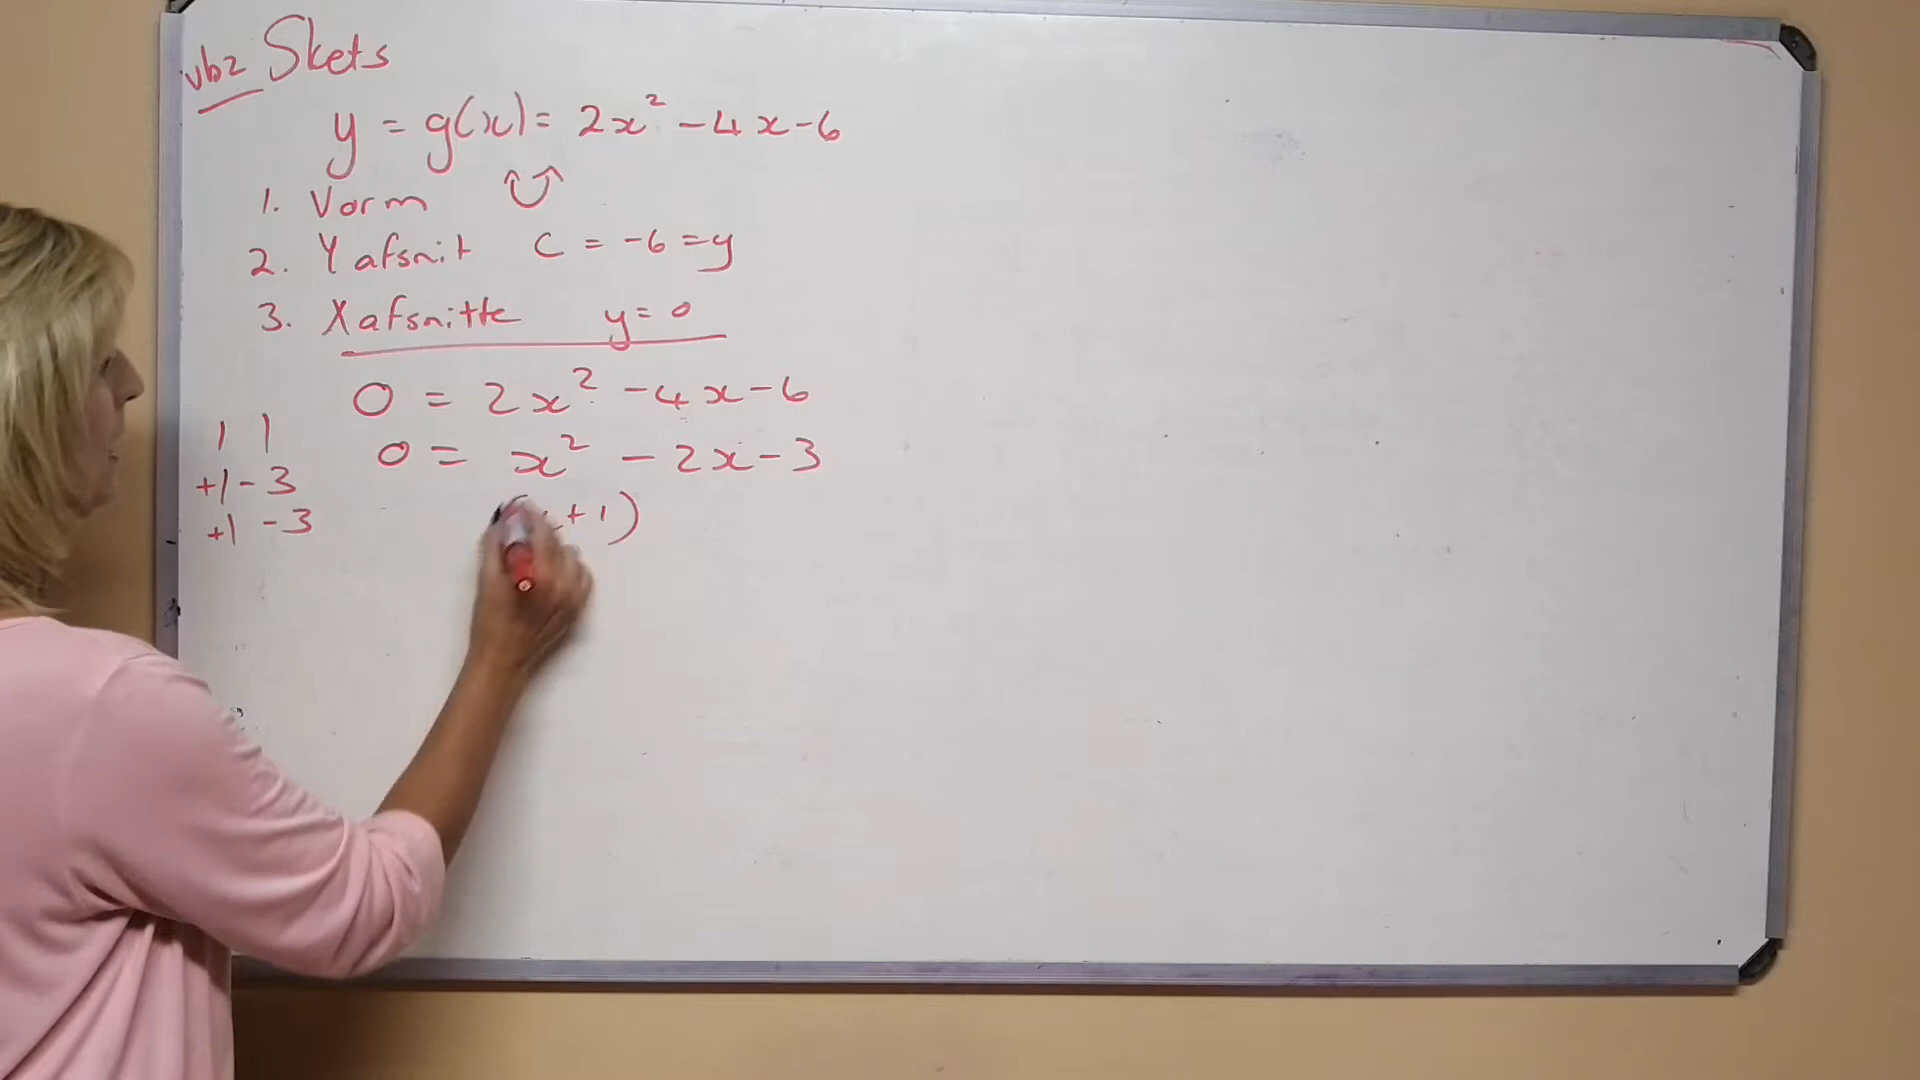 vb2 Skets
y = g(x) = 2x² - 4x - 6
1. Vorm
2. Y afsnit C = -6 = y
3. X afsnitte y = 0
0 = 2x² - 4x - 6
0 = x² - 2x - 3
+1)
1 1
+1 -3
+1 -3